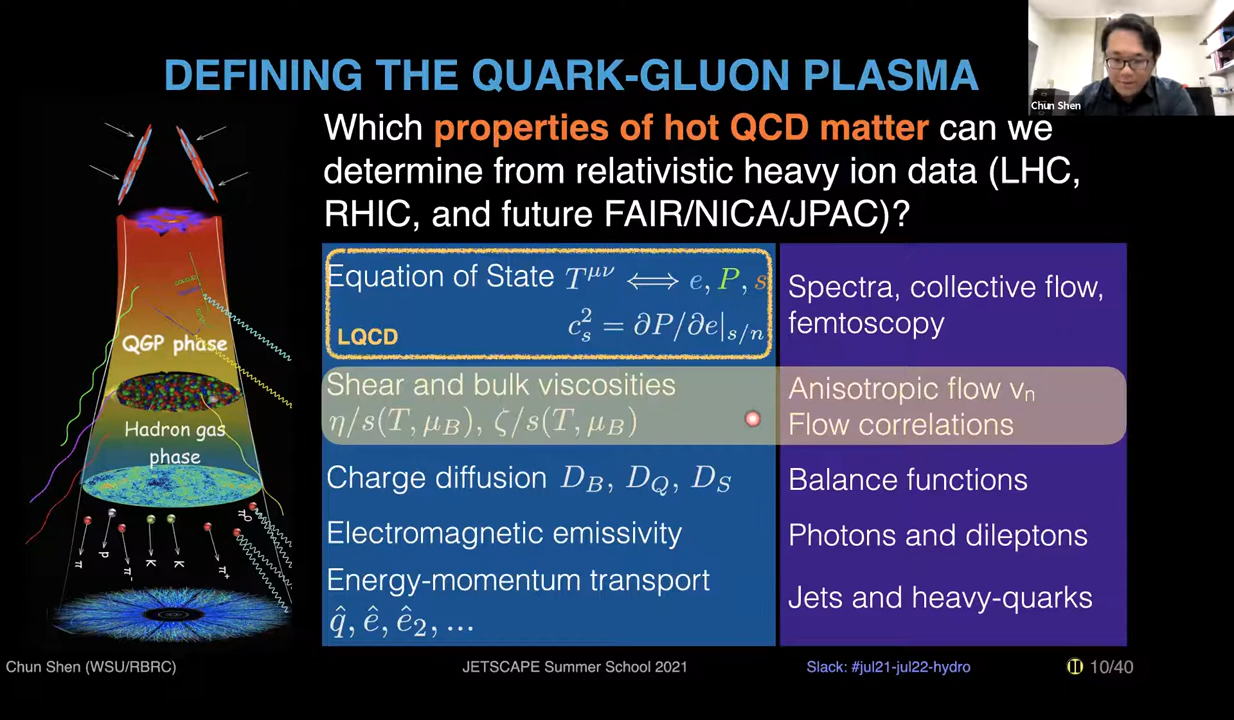 DEFINING THE QUARK-GLUON PLASMA
Chun Shen
Which properties of hot QCD matter can we
determine from relativistic heavy ion data (LHC,
RHIC, and future FAIR/NICA/JPAC)?
QGP phase
Hadron gas
phase
π
p
π⁻
K
K
π⁺
π⁰
Equation of State T^{μν} ⟺ e, P, s
c_s^2 = ∂P/∂e|_{s/n}
LQCD
Spectra, collective flow,
femtoscopy
Shear and bulk viscosities
η/s(T, μ_B), ζ/s(T, μ_B)
Anisotropic flow v_n
Flow correlations
Charge diffusion D_B, D_Q, D_S
Balance functions
Electromagnetic emissivity
Photons and dileptons
Energy-momentum transport
q̂, ê, ê_2, ...
Jets and heavy-quarks
Chun Shen (WSU/RBRC)
JETSCAPE Summer School 2021
Slack: #jul21-jul22-hydro
10/40